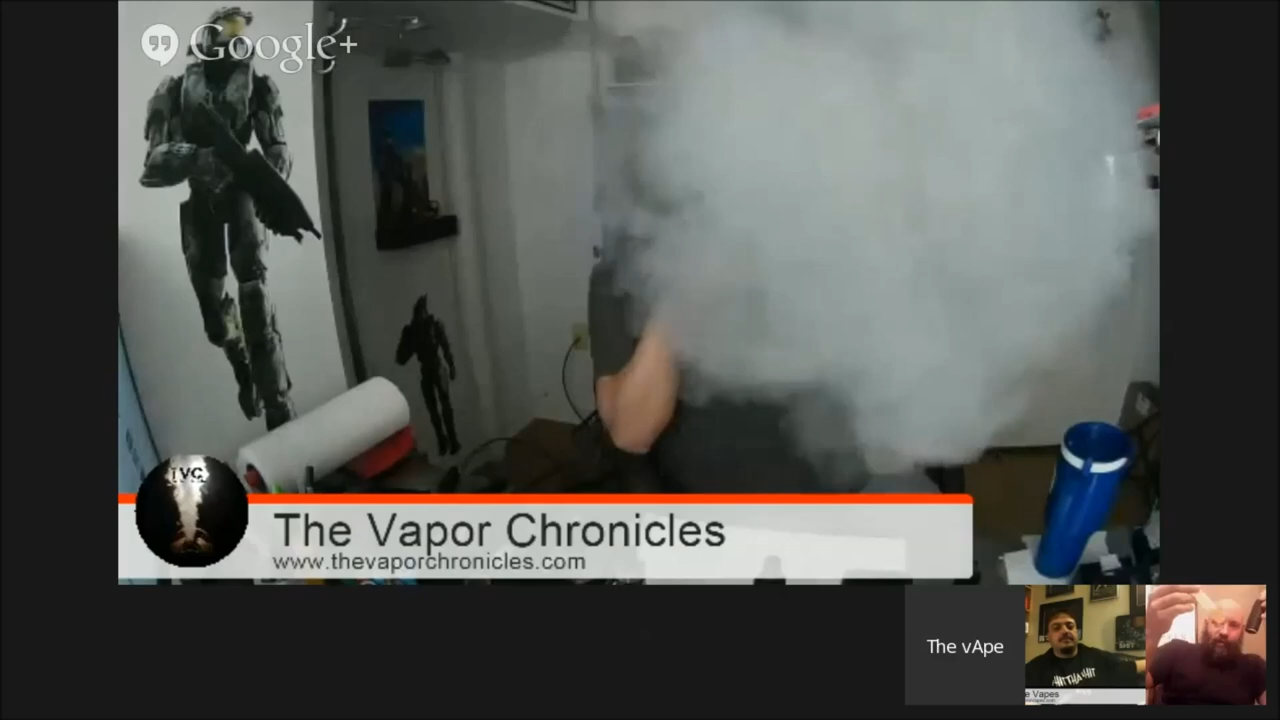 Google+
TVC
The Vapor Chronicles
www.thevaporchronicles.com
The vApe
e Vapes